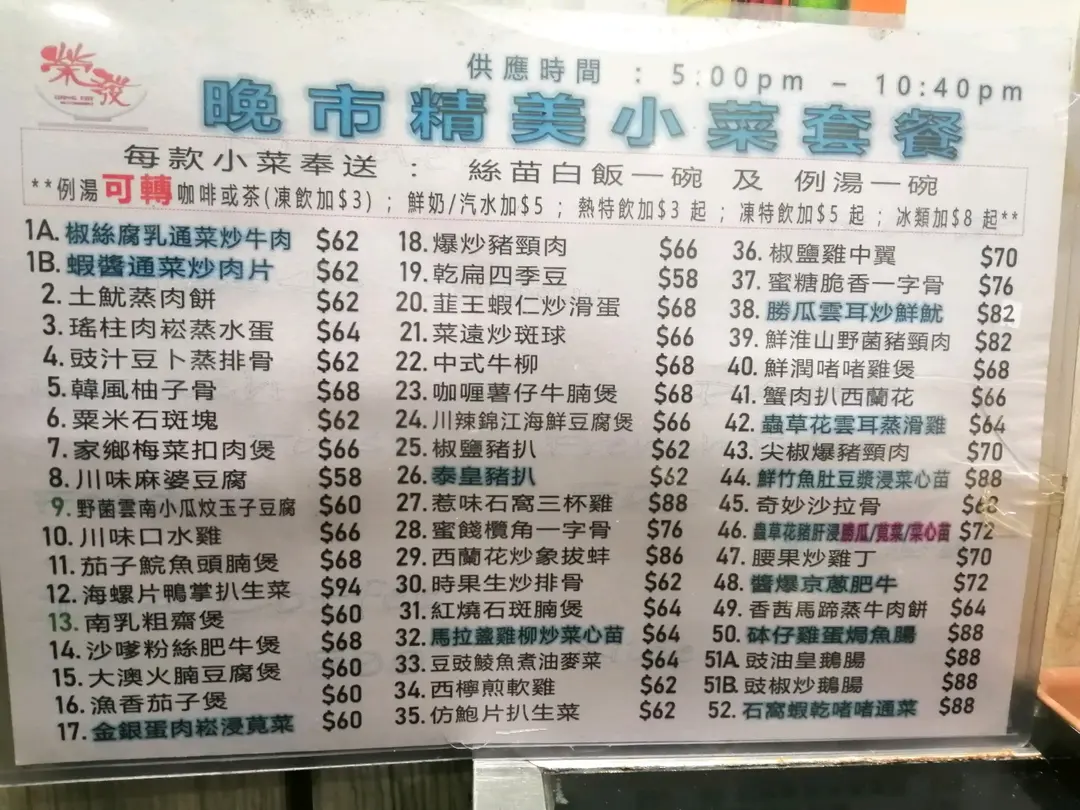 榮發
供應時間 : 5:00pm - 10:40pm
晚市精美小菜套餐
每款小菜奉送 : 絲苗白飯一碗 及 例湯一碗
**例湯可轉咖啡或茶(凍飲加$3) ; 鮮奶/汽水加$5 ; 熱特飲加$3 起 ; 凍特飲加$5 起 ; 冰類加$8 起**
1A. 椒絲腐乳通菜炒牛肉 $62
1B. 蝦醬通菜炒肉片 $62
2. 土魷蒸肉餅 $62
3. 瑤柱肉崧蒸水蛋 $64
4. 豉汁豆卜蒸排骨 $62
5. 韓風柚子骨 $68
6. 粟米石斑塊 $62
7. 家鄉梅菜扣肉煲 $66
8. 川味麻婆豆腐 $58
9. 野菌雲南小瓜炆玉子豆腐 $60
10. 川味口水雞 $66
11. 茄子鯇魚頭腩煲 $68
12. 海螺片鴨掌扒生菜 $94
13. 南乳粗齋煲 $60
14. 沙嗲粉絲肥牛煲 $68
15. 大澳火腩豆腐煲 $60
16. 漁香茄子煲 $60
17. 金銀蛋肉崧浸莧菜 $60
18. 爆炒豬頸肉 $66
19. 乾扁四季豆 $58
20. 韮王蝦仁炒滑蛋 $68
21. 菜遠炒斑球 $66
22. 中式牛柳 $68
23. 咖喱薯仔牛腩煲 $68
24. 川辣錦江海鮮豆腐煲 $66
25. 椒鹽豬扒 $62
26. 泰皇豬扒 $62
27. 惹味石窩三杯雞 $88
28. 蜜餞欖角一字骨 $76
29. 西蘭花炒象拔蚌 $86
30. 時果生炒排骨 $62
31. 紅燒石斑腩煲 $64
32. 馬拉盞雞柳炒菜心苗 $64
33. 豆豉鯪魚煮油麥菜 $64
34. 西檸煎軟雞 $62
35. 仿鮑片扒生菜 $62
36. 椒鹽雞中翼 $70
37. 蜜糖脆香一字骨 $76
38. 勝瓜雲耳炒鮮魷 $82
39. 鮮淮山野菌豬頸肉 $82
40. 鮮潤啫啫雞煲 $68
41. 蟹肉扒西蘭花 $66
42. 蟲草花雲耳蒸滑雞 $64
43. 尖椒爆豬頸肉 $70
44. 鮮竹魚肚豆漿浸菜心苗 $88
45. 奇妙沙拉骨 $68
46. 蟲草花豬肝浸勝瓜/莧菜/菜心苗 $72
47. 腰果炒雞丁 $70
48. 醬爆京蔥肥牛 $72
49. 香茜馬蹄蒸牛肉餅 $64
50. 砵仔雞蛋焗魚腸 $88
51A. 豉油皇鵝腸 $88
51B. 豉椒炒鵝腸 $88
52. 石窩蝦乾啫啫通菜 $88